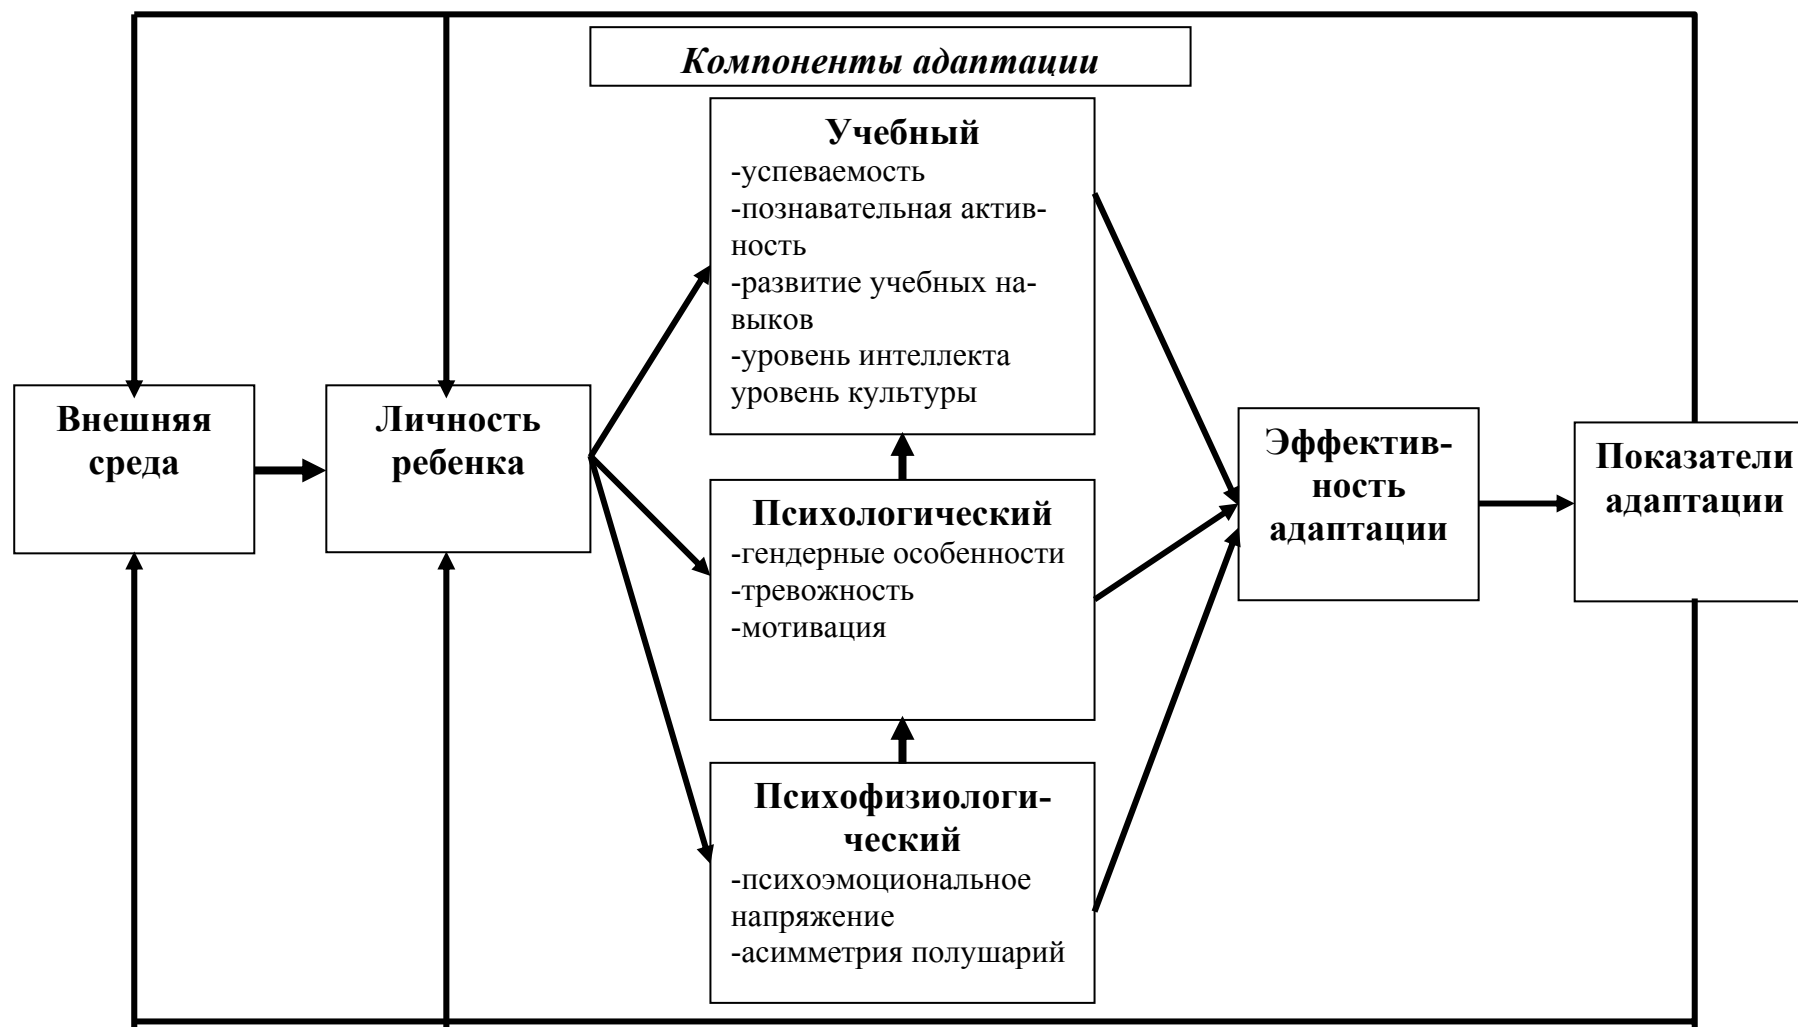 Компоненты адаптации
Учебный
-успеваемость
-познавательная актив-
ность
-развитие учебных на-
выков
-уровень интеллекта
уровень культуры
Внешняя
среда
Личность
ребенка
Психологический
-гендерные особенности
-тревожность
-мотивация
Психофизиологи-
ческий
-психоэмоциональное
напряжение
-асимметрия полушарий
Эффектив-
ность
адаптации
Показатели
адаптации